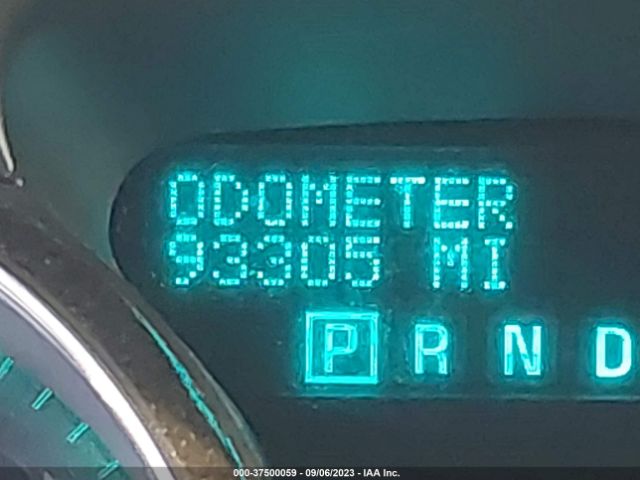 ODOMETER
93305 MI
P R N D
000-37500059 - 09/06/2023 - IAA Inc.